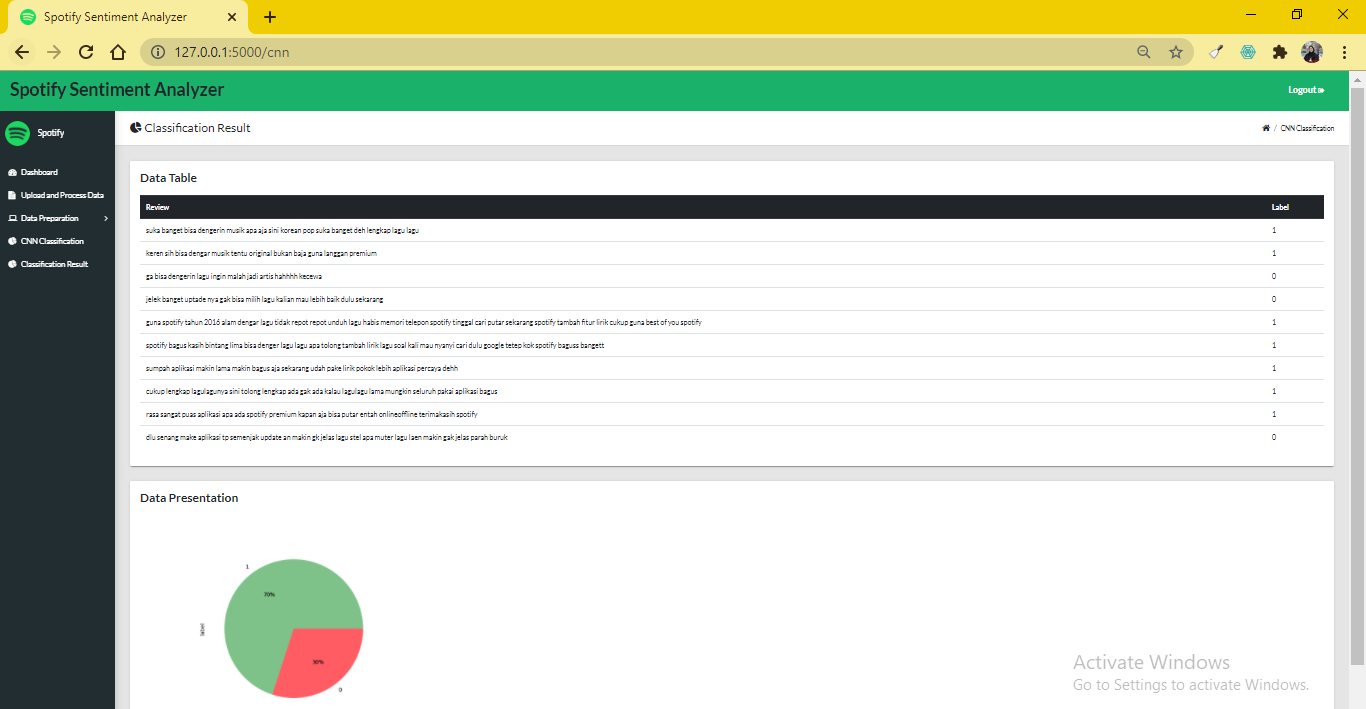 Spotify Sentiment Analyzer
127.0.0.1:5000/cnn
Spotify Sentiment Analyzer
Logout
Spotify
Classification Result
/ CNN Classification
Dashboard
Upload and Process Data
Data Preparation
CNN Classification
Classification Result
Data Table
Review Label
suka banget bisa dengerin musik apa aja sini korean pop suka banget deh lengkap lagu lagu 1
keren sih bisa dengar musik tentu original bukan baja guna langgan premium 1
ga bisa dengerin lagu ingin malah jadi artis hahhhh kecewa 0
jelek banget uptade nya gak bisa milih lagu kalian mau lebih baik dulu sekarang 0
guna spotify tahun 2016 alam dengar lagu tidak repot repot unduh lagu habis memori telepon spotify tinggal cari putar sekarang spotify tambah fitur lirik cukup guna best of you spotify 1
spotify bagus kasih bintang lima bisa denger lagu lagu apa tolong tambah lirik lagu soal kali mau nyanyi cari dulu google tetep kok spotify baguss bangett 1
sumpah aplikasi makin lama makin bagus aja sekarang udah pake lirik pokok lebih aplikasi percaya dehh 1
cukup lengkap lagulagunya sini tolong lengkap ada gak ada kalau lagulagu lama mungkin seluruh pakai aplikasi bagus 1
rasa sangat puas aplikasi apa ada spotify premium kapan aja bisa putar entah onlineoffline terimakasih spotify 1
dlu senang make aplikasi tp semenjak update an makin gk jelas lagu stel apa muter lagu laen makin gak jelas parah buruk 0
Data Presentation
1
70%
label
30%
0
Activate Windows
Go to Settings to activate Windows.